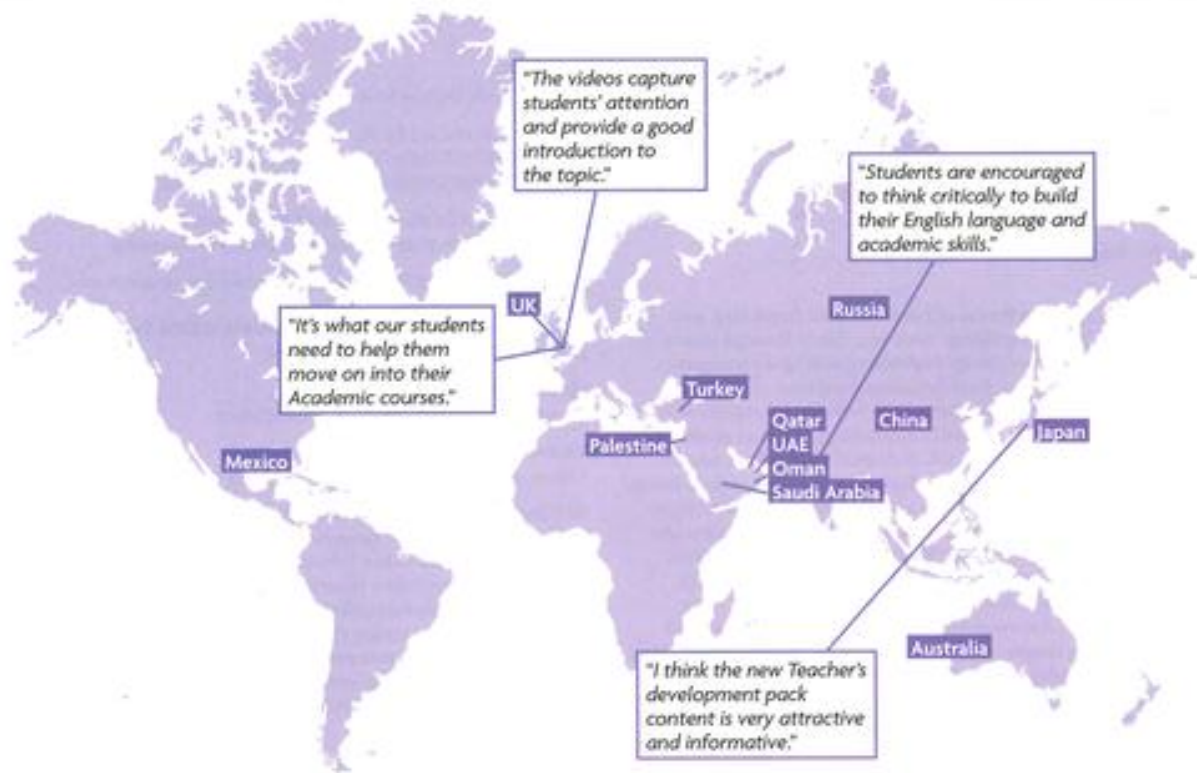 "The videos capture
students' attention
and provide a good
introduction to
the topic."
"Students are encouraged
to think critically to build
their English language and
academic skills."
UK
Russia
"It's what our students
need to help them
move on into their
Academic courses."
Turkey
Qatar
China
UAE
Japan
Palestine
Oman
Mexico
Saudi Arabia
Australia
"I think the new Teacher's
development pack
content is very attractive
and informative."